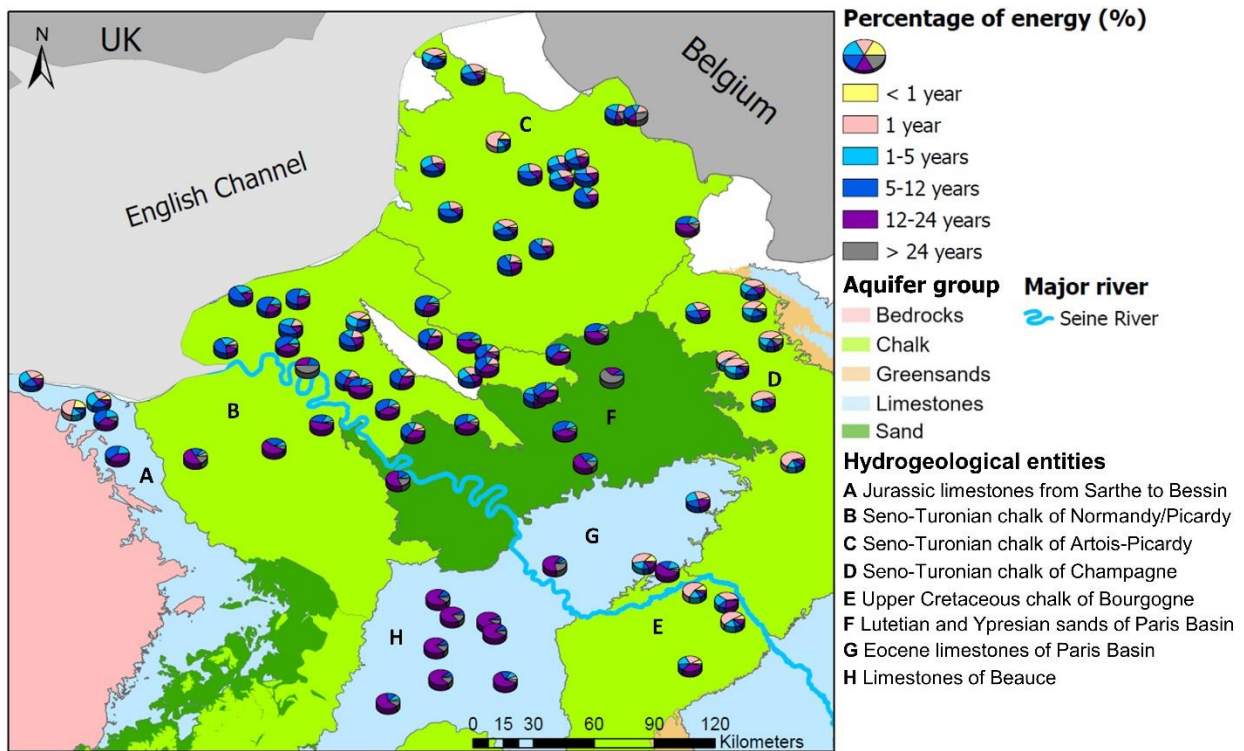 N
UK
Belgium
English Channel
C
D
B
F
A
G
E
H
0 15 30 60 90 120
Kilometers
Percentage of energy (%)
< 1 year
1 year
1-5 years
5-12 years
12-24 years
> 24 years
Aquifer group
Bedrocks
Chalk
Greensands
Limestones
Sand
Major river
Seine River
Hydrogeological entities
A Jurassic limestones from Sarthe to Bessin
B Seno-Turonian chalk of Normandy/Picardy
C Seno-Turonian chalk of Artois-Picardy
D Seno-Turonian chalk of Champagne
E Upper Cretaceous chalk of Bourgogne
F Lutetian and Ypresian sands of Paris Basin
G Eocene limestones of Paris Basin
H Limestones of Beauce